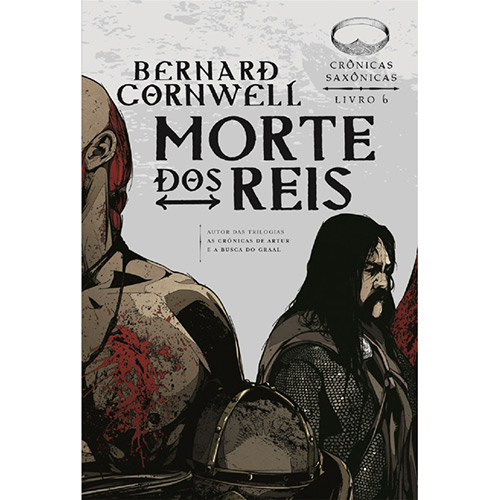 BERNARD
CORNWELL
MORTE
DOS REIS
CRÔNICAS
SAXÔNICAS
LIVRO 6
AUTOR DAS TRILOGIAS
AS CRÔNICAS DE ARTUR
E A BUSCA DO GRAAL